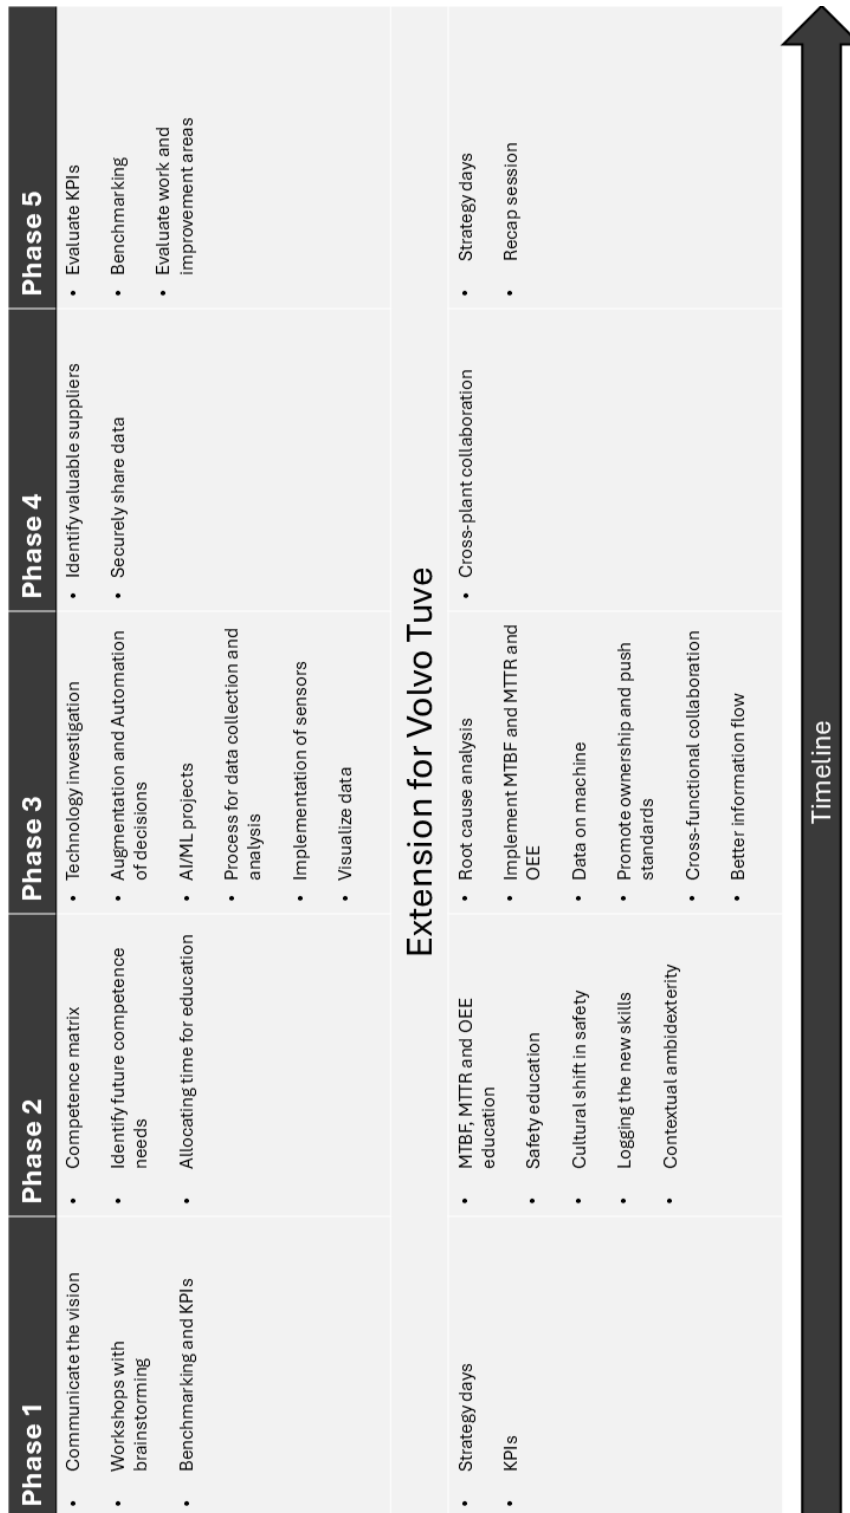 Phase 1
Phase 2
Phase 3
Phase 4
Phase 5
• Communicate the vision
• Workshops with
brainstorming
• Benchmarking and KPIs
• Competence matrix
• Identify future competence
needs
• Allocating time for education
• Technology investigation
• Augmentation and Automation
of decisions
• AI/ML projects
• Process for data collection and
analysis
• Implementation of sensors
• Visualize data
• Identify valuable suppliers
• Securely share data
• Evaluate KPIs
• Benchmarking
• Evaluate work and
improvement areas
Extension for Volvo Tuve
• Strategy days
• KPIs
• MTBF, MTTR and OEE
education
• Safety education
• Cultural shift in safety
• Logging the new skills
• Contextual ambidexterity
• Root cause analysis
• Implement MTBF and MTTR and
OEE
• Data on machine
• Promote ownership and push
standards
• Cross-functional collaboration
• Better information flow
• Cross-plant collaboration
• Strategy days
• Recap session
Timeline